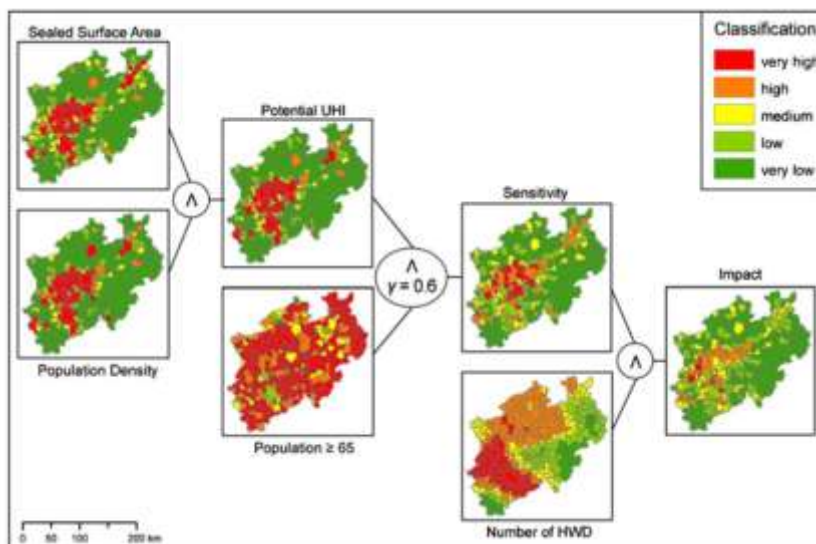 Sealed Surface Area
Classification
very high
high
medium
low
very low
Potential UHI
Λ
Sensitivity
Λ
γ = 0.6
Impact
Population Density
Λ
Population ≥ 65
Number of HWD
0 50 100 200 km